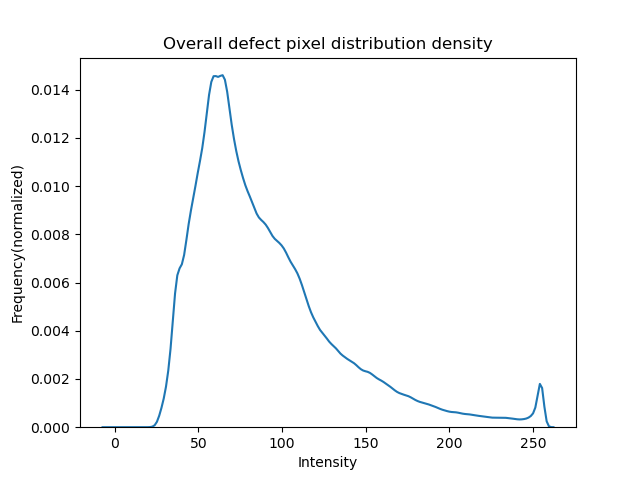 Overall defect pixel distribution density
0.014
0.012
0.010
0.008
0.006
0.004
0.002
0.000
Frequency(normalized)
0 50 100 150 200 250
Intensity